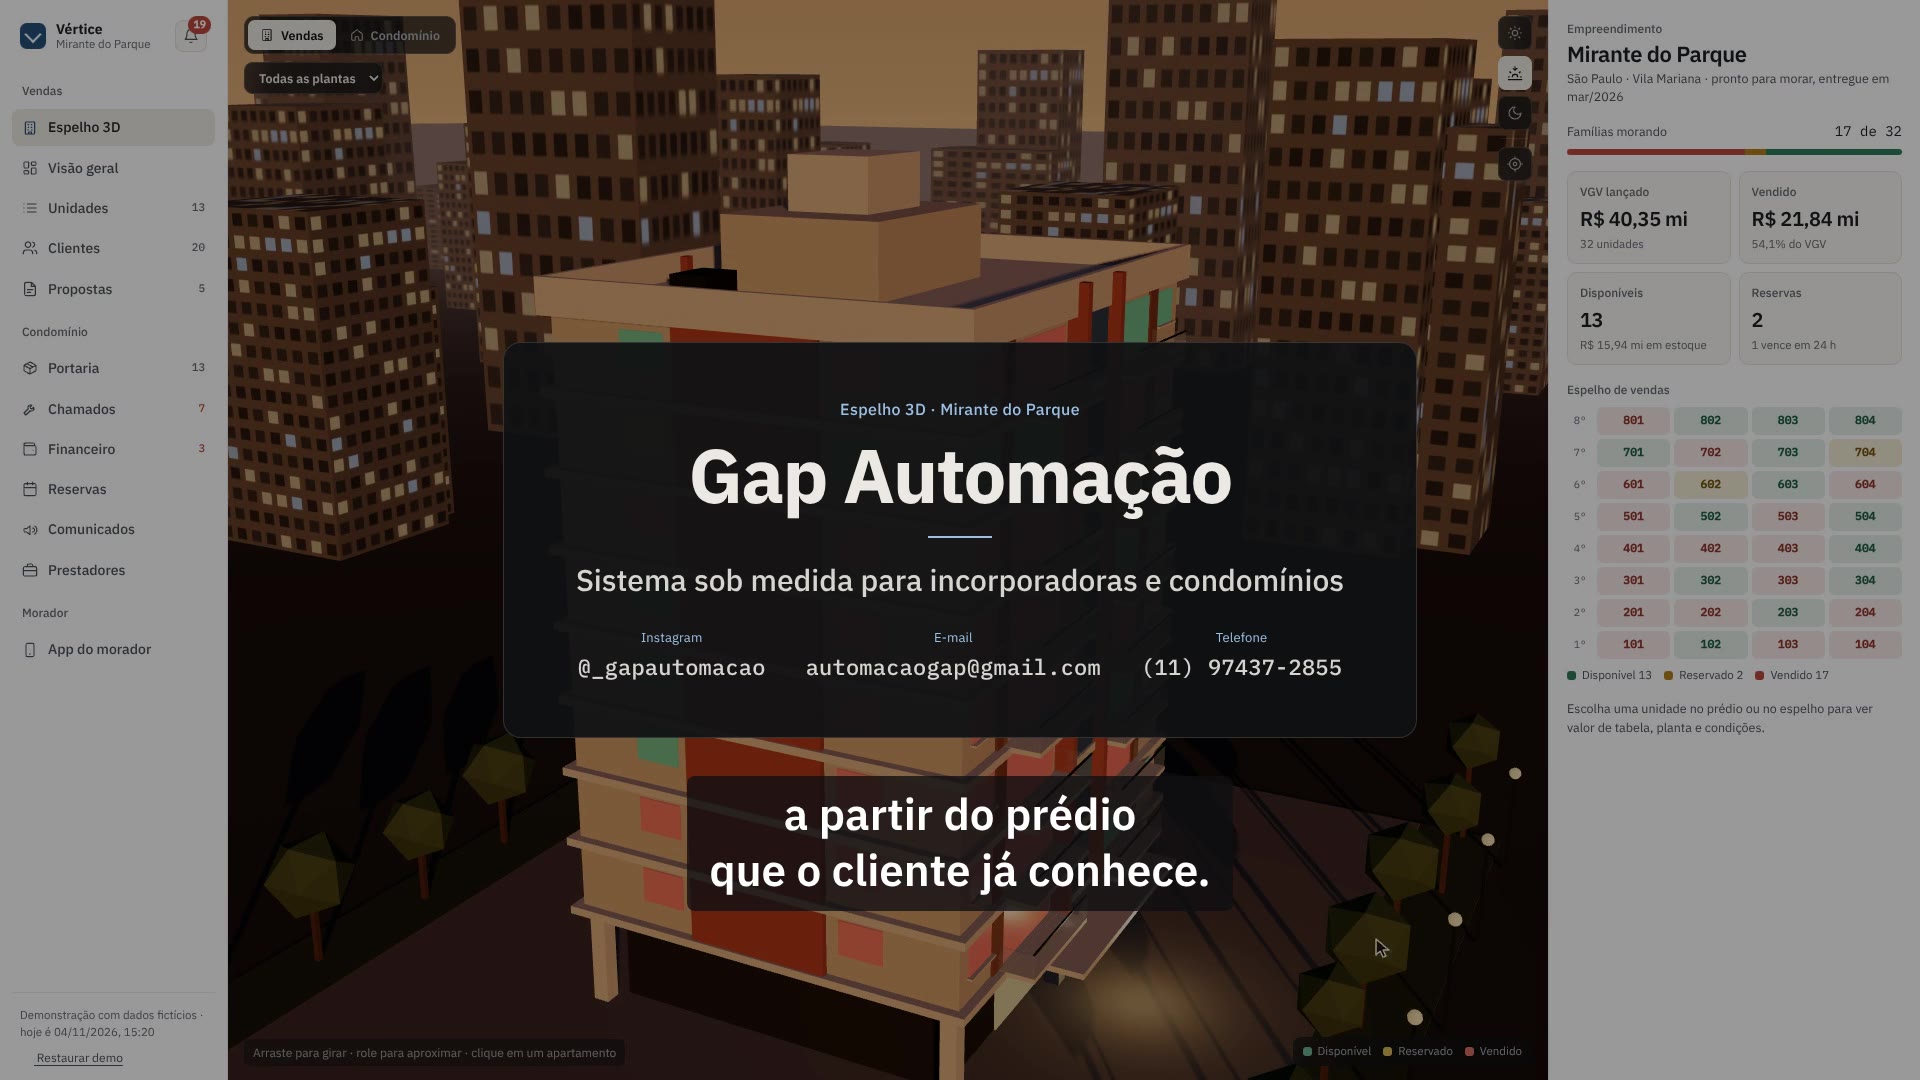 Vértice
Mirante do Parque
19
Vendas
Espelho 3D
Visão geral
Unidades 13
Clientes 20
Propostas 5
Condomínio
Portaria 13
Chamados 7
Financeiro 3
Reservas
Comunicados
Prestadores
Morador
App do morador
Demonstração com dados fictícios ·
hoje é 04/11/2026, 15:20
Restaurar demo
Vendas Condomínio
Todas as plantas
Espelho 3D · Mirante do Parque
Gap Automação
Sistema sob medida para incorporadoras e condomínios
Instagram E-mail Telefone
@_gapautomacao automacaogap@gmail.com (11) 97437-2855
a partir do prédio
que o cliente já conhece.
Arraste para girar · role para aproximar · clique em um apartamento
Disponível Reservado Vendido
Empreendimento
Mirante do Parque
São Paulo · Vila Mariana · pronto para morar, entregue em
mar/2026
Famílias morando 17 de 32
VGV lançado
R$ 40,35 mi
32 unidades
Vendido
R$ 21,84 mi
54,1% do VGV
Disponíveis
13
R$ 15,94 mi em estoque
Reservas
2
1 vence em 24 h
Espelho de vendas
8° 801 802 803 804
7° 701 702 703 704
6° 601 602 603 604
5° 501 502 503 504
4° 401 402 403 404
3° 301 302 303 304
2° 201 202 203 204
1° 101 102 103 104
Disponível 13 Reservado 2 Vendido 17
Escolha uma unidade no prédio ou no espelho para ver
valor de tabela, planta e condições.